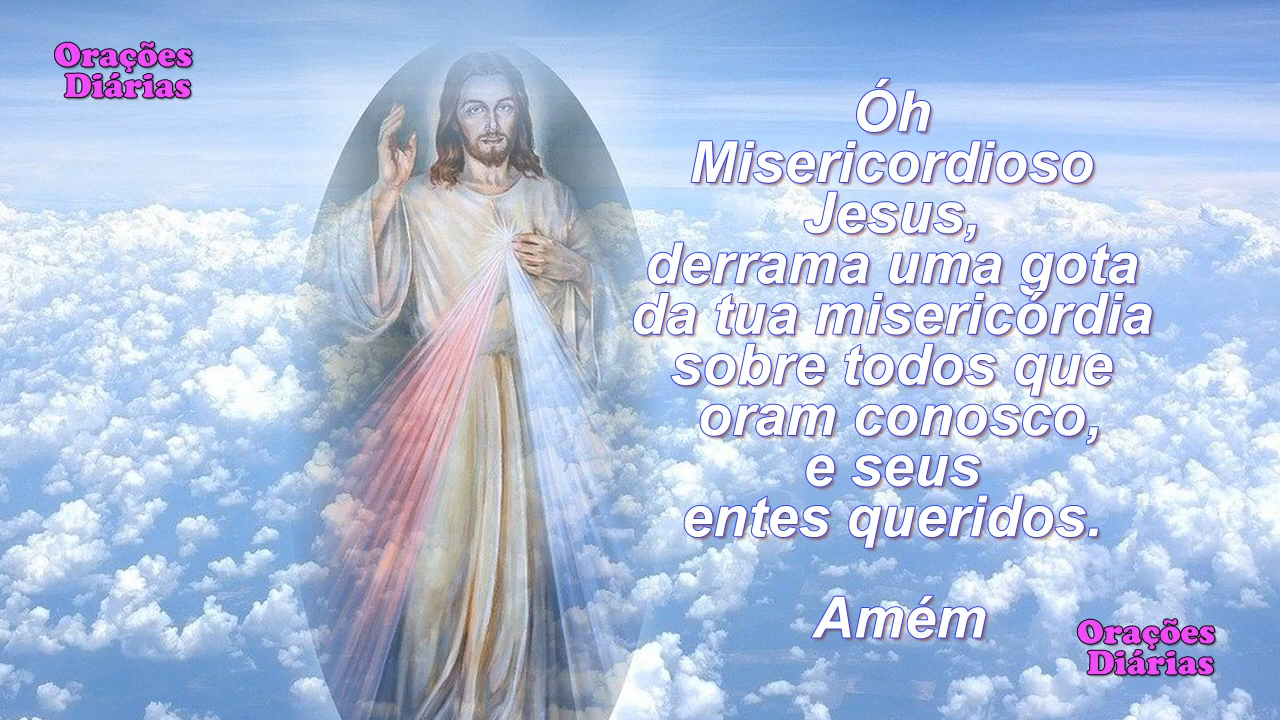 Orações
Diárias
Óh
Misericordioso
Jesus,
derrama uma gota
da tua misericórdia
sobre todos que
oram conosco,
e seus
entes queridos.
Amém
Orações
Diárias